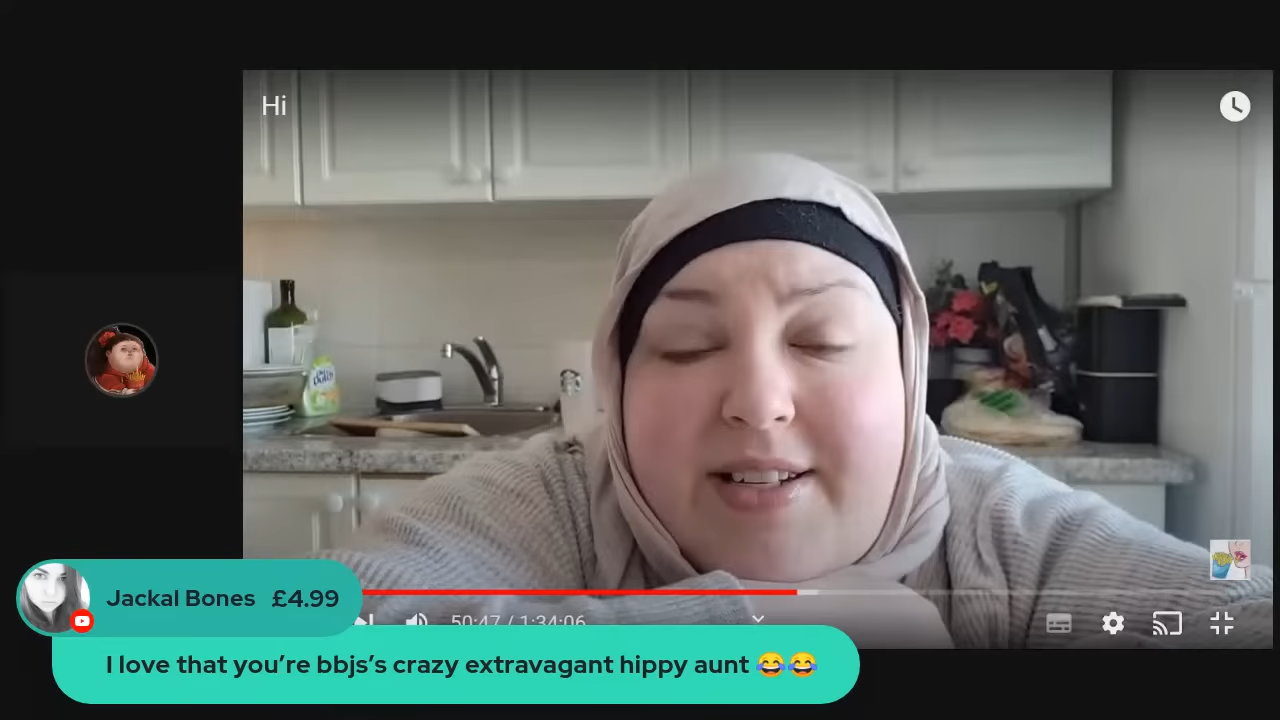 Hi
Jackal Bones £4.99
50:47 / 1:34:06
I love that you're bbjs's crazy extravagant hippy aunt 😂😂